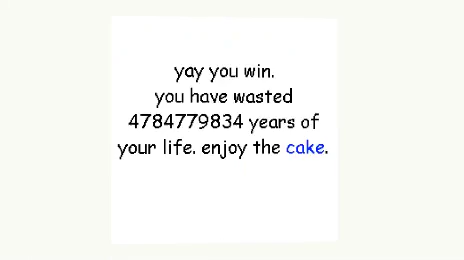 yay you win.
you have wasted
4784779834 years of
your life. enjoy the cake.